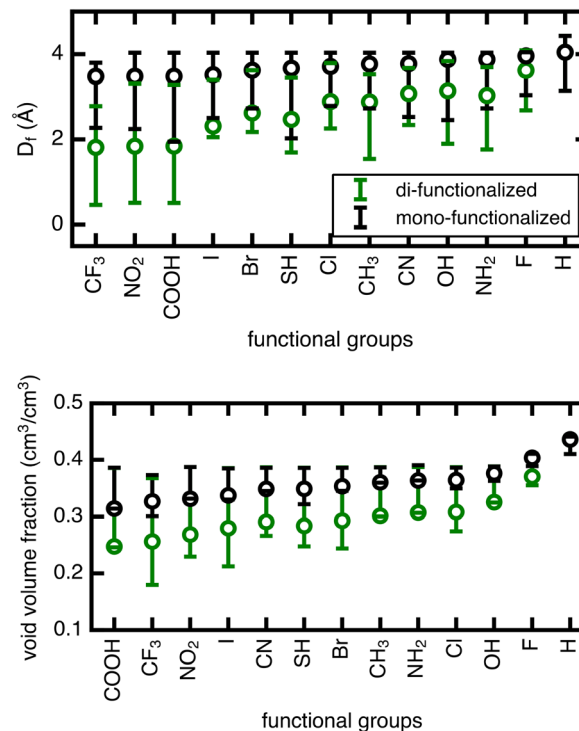 D_f (Å)
4
2
0
di-functionalized
mono-functionalized
CF₃
NO₂
COOH
I
Br
SH
Cl
CH₃
CN
OH
NH₂
F
H
functional groups
void volume fraction (cm³/cm³)
0.5
0.4
0.3
0.2
0.1
COOH
CF₃
NO₂
I
CN
SH
Br
CH₃
NH₂
Cl
OH
F
H
functional groups